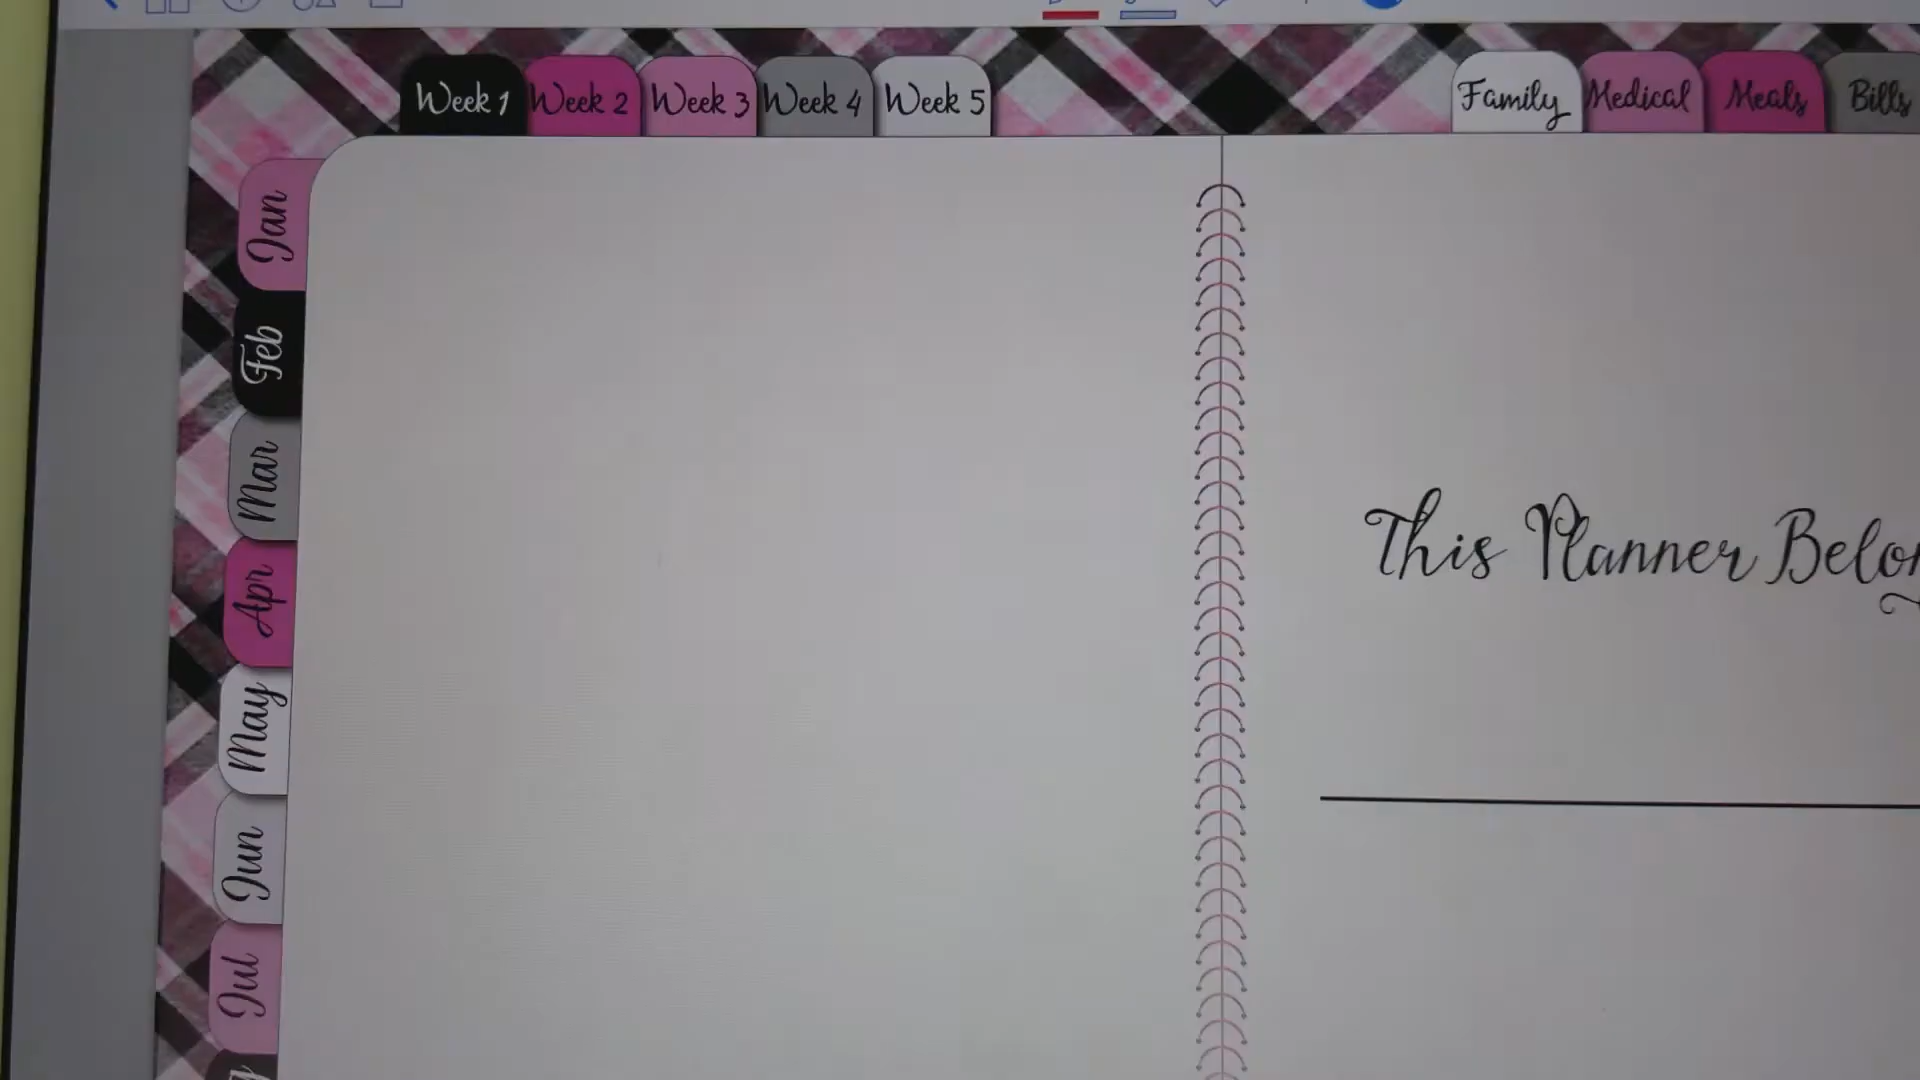 Week 1 Week 2 Week 3 Week 4 Week 5
Family Medical Meals Bills
Jan
Feb
Mar
Apr
May
Jun
Jul
This Planner